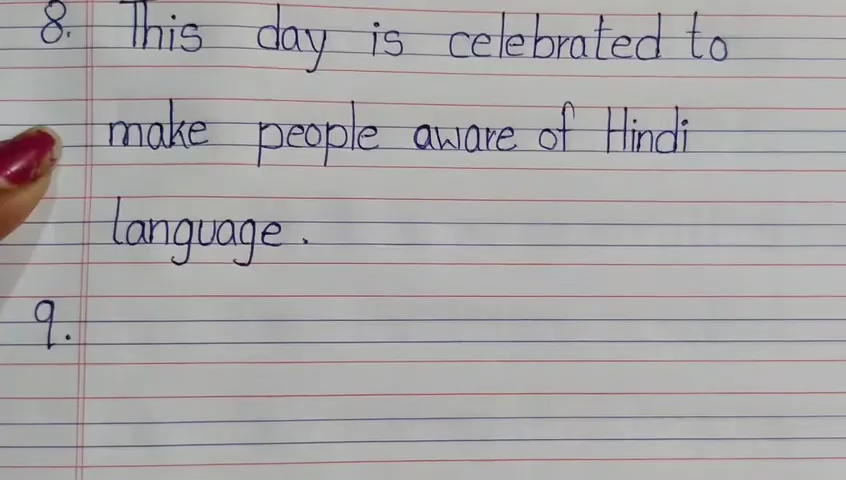 8. This day is celebrated to
make people aware of Hindi
language.
9.